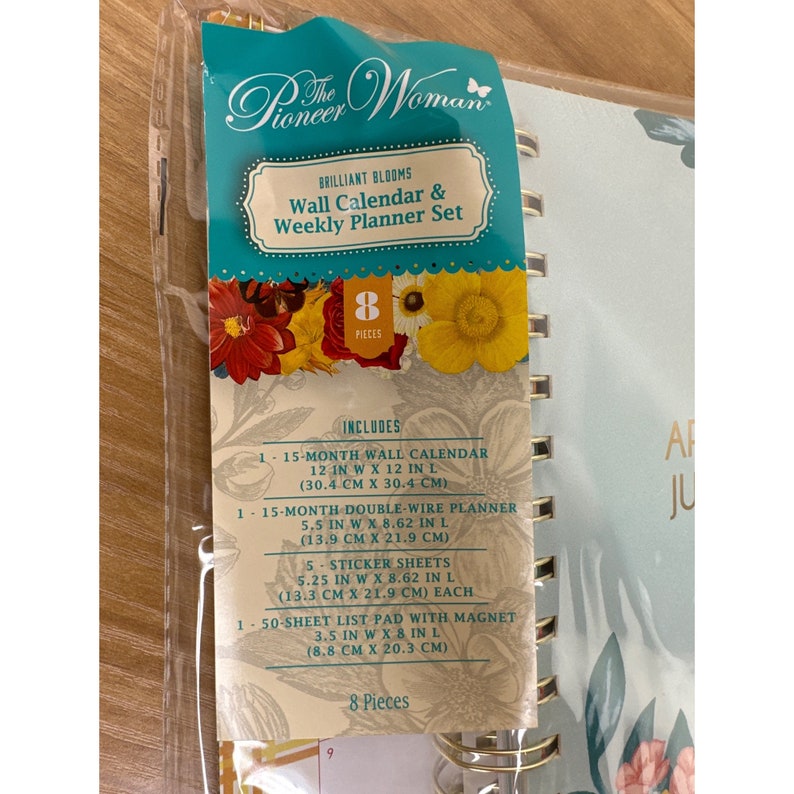 The
Pioneer Woman®
BRILLIANT BLOOMS
Wall Calendar &
Weekly Planner Set
8
PIECES
INCLUDES
1 - 15-MONTH WALL CALENDAR
12 IN W X 12 IN L
(30.4 CM X 30.4 CM)
1 - 15-MONTH DOUBLE-WIRE PLANNER
5.5 IN W X 8.62 IN L
(13.9 CM X 21.9 CM)
5 - STICKER SHEETS
5.25 IN W X 8.62 IN L
(13.3 CM X 21.9 CM) EACH
1 - 50-SHEET LIST PAD WITH MAGNET
3.5 IN W X 8 IN L
(8.8 CM X 20.3 CM)
8 Pieces
AP
JU
9